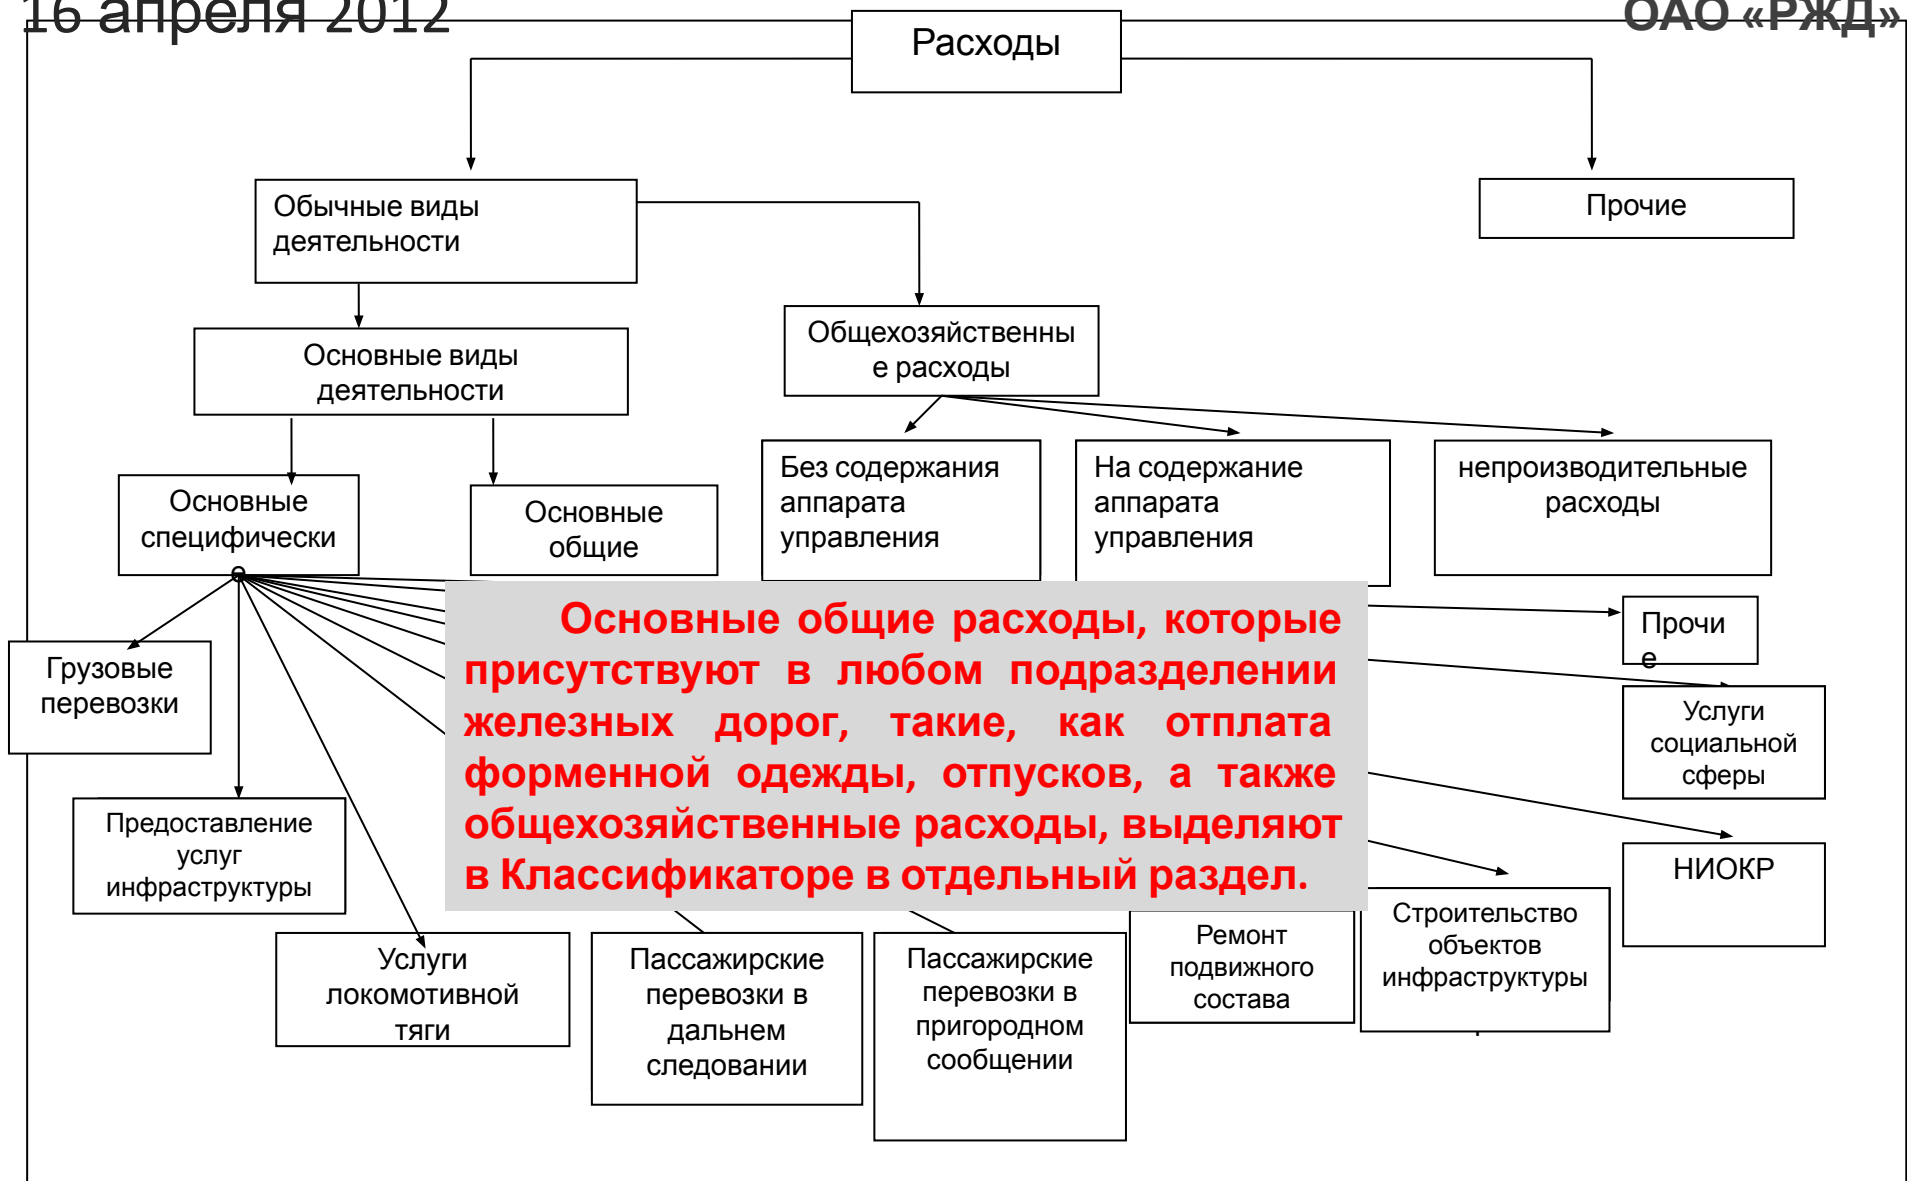 16 апреля 2012
ОАО «РЖД»
Расходы
Обычные виды
деятельности
Прочие
Основные виды
деятельности
Общехозяйственны
е расходы
Основные
специфически
е
Основные
общие
Без содержания
аппарата
управления
На содержание
аппарата
управления
непроизводительные
расходы
Основные общие расходы, которые
присутствуют в любом подразделении
железных дорог, такие, как отплата
форменной одежды, отпусков, а также
общехозяйственные расходы, выделяют
в Классификаторе в отдельный раздел.
Грузовые
перевозки
Предоставление
услуг
инфраструктуры
Услуги
локомотивной
тяги
Пассажирские
перевозки в
дальнем
следовании
Пассажирские
перевозки в
пригородном
сообщении
Ремонт
подвижного
состава
Строительство
объектов
инфраструктуры
НИОКР
Услуги
социальной
сферы
Прочи
е